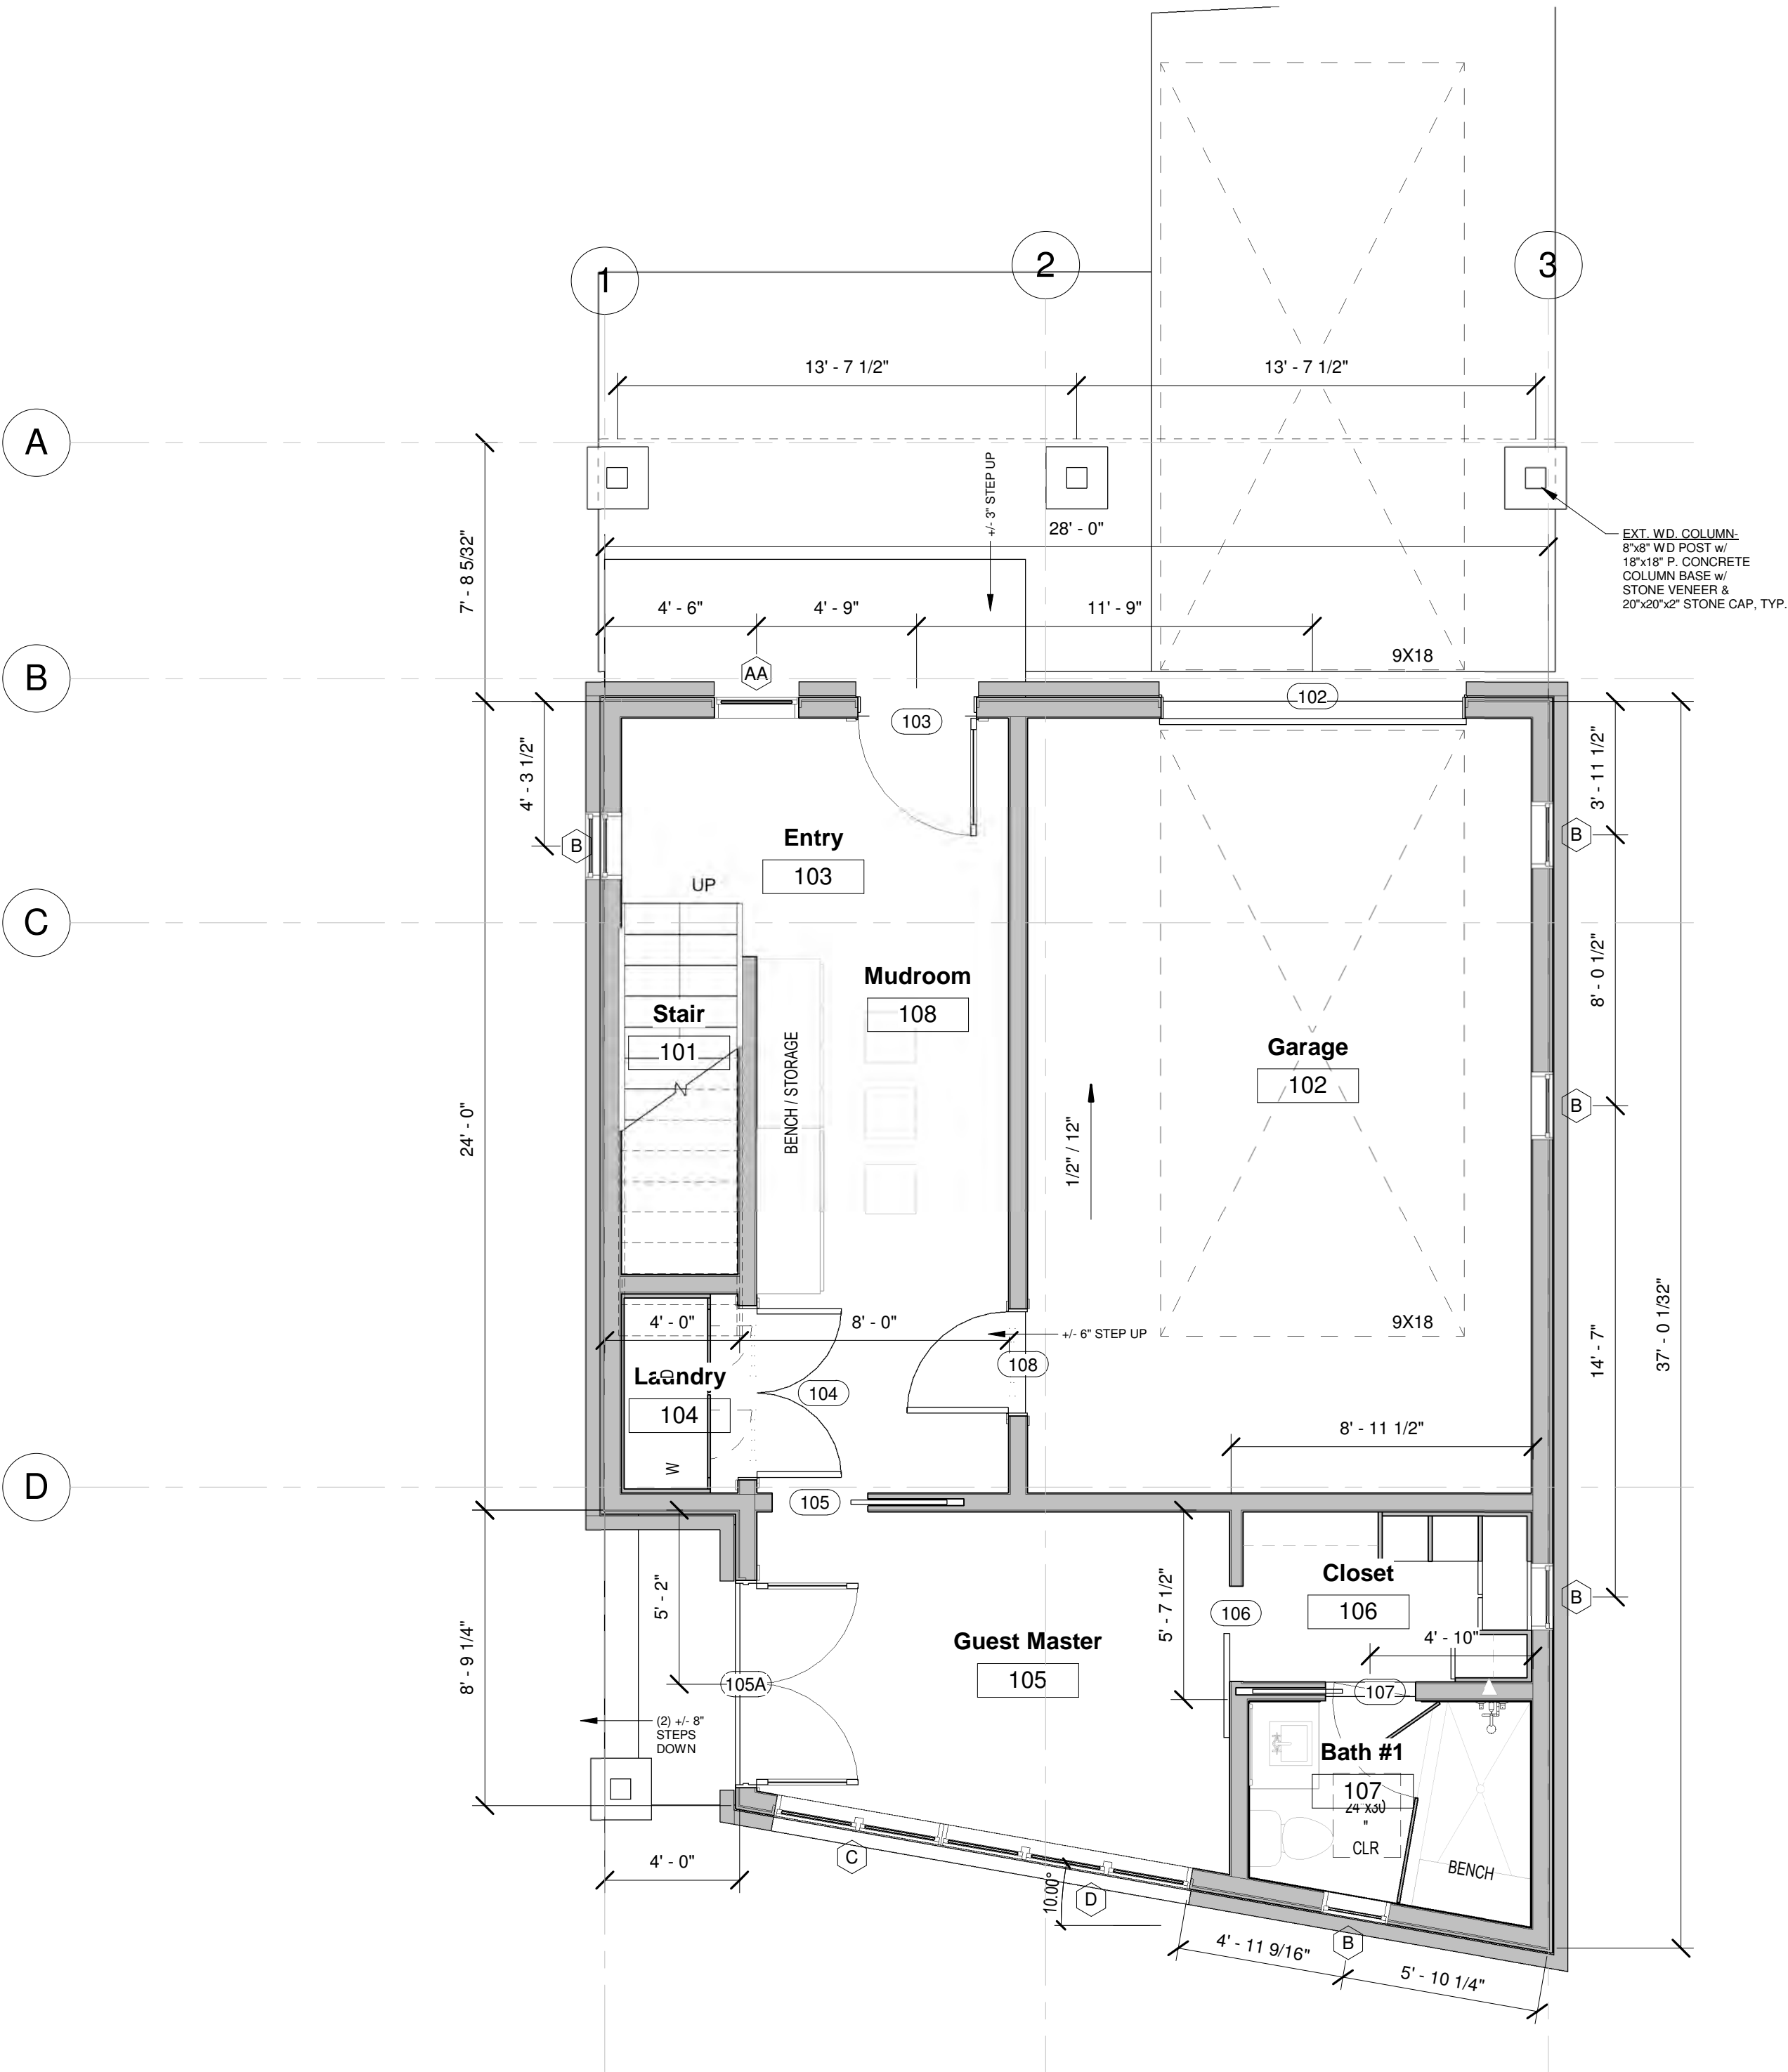 1
2
3
13' - 7 1/2"
13' - 7 1/2"
A
+/- 3" STEP UP
28' - 0"
EXT. WD. COLUMN-
8"x8" WD POST w/
18"x18" P. CONCRETE
COLUMN BASE w/
STONE VENEER &
20"x20"x2" STONE CAP, TYP.
7' - 8 5/32"
4' - 6"
4' - 9"
11' - 9"
9X18
B
AA
103
102
4' - 3 1/2"
3' - 11 1/2"
B
B
Entry
103
UP
C
8' - 0 1/2"
Mudroom
108
Stair
101
BENCH / STORAGE
Garage
102
B
24' - 0"
1/2" / 12"
37' - 0 1/32"
14' - 7"
9X18
4' - 0"
8' - 0"
+/- 6" STEP UP
108
Laundry
D
104
104
8' - 11 1/2"
W
D
105
Closet
106
B
5' - 2"
5' - 7 1/2"
106
8' - 9 1/4"
Guest Master
105
4' - 10"
105A
107
(2) +/- 8"
STEPS
DOWN
Bath #1
107
24"x30
"
CLR
BENCH
4' - 0"
C
10.00°
D
4' - 11 9/16"
B
5' - 10 1/4"